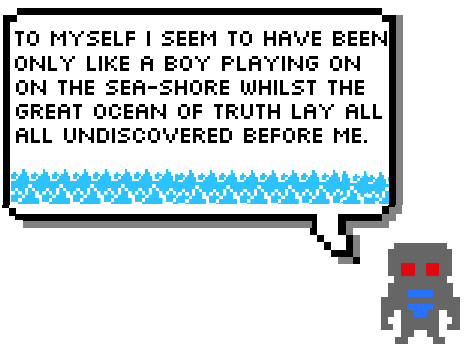 TO MYSELF I SEEM TO HAVE BEEN
ONLY LIKE A BOY PLAYING ON
ON THE SEA-SHORE WHILST THE
GREAT OCEAN OF TRUTH LAY ALL
ALL UNDISCOVERED BEFORE ME.